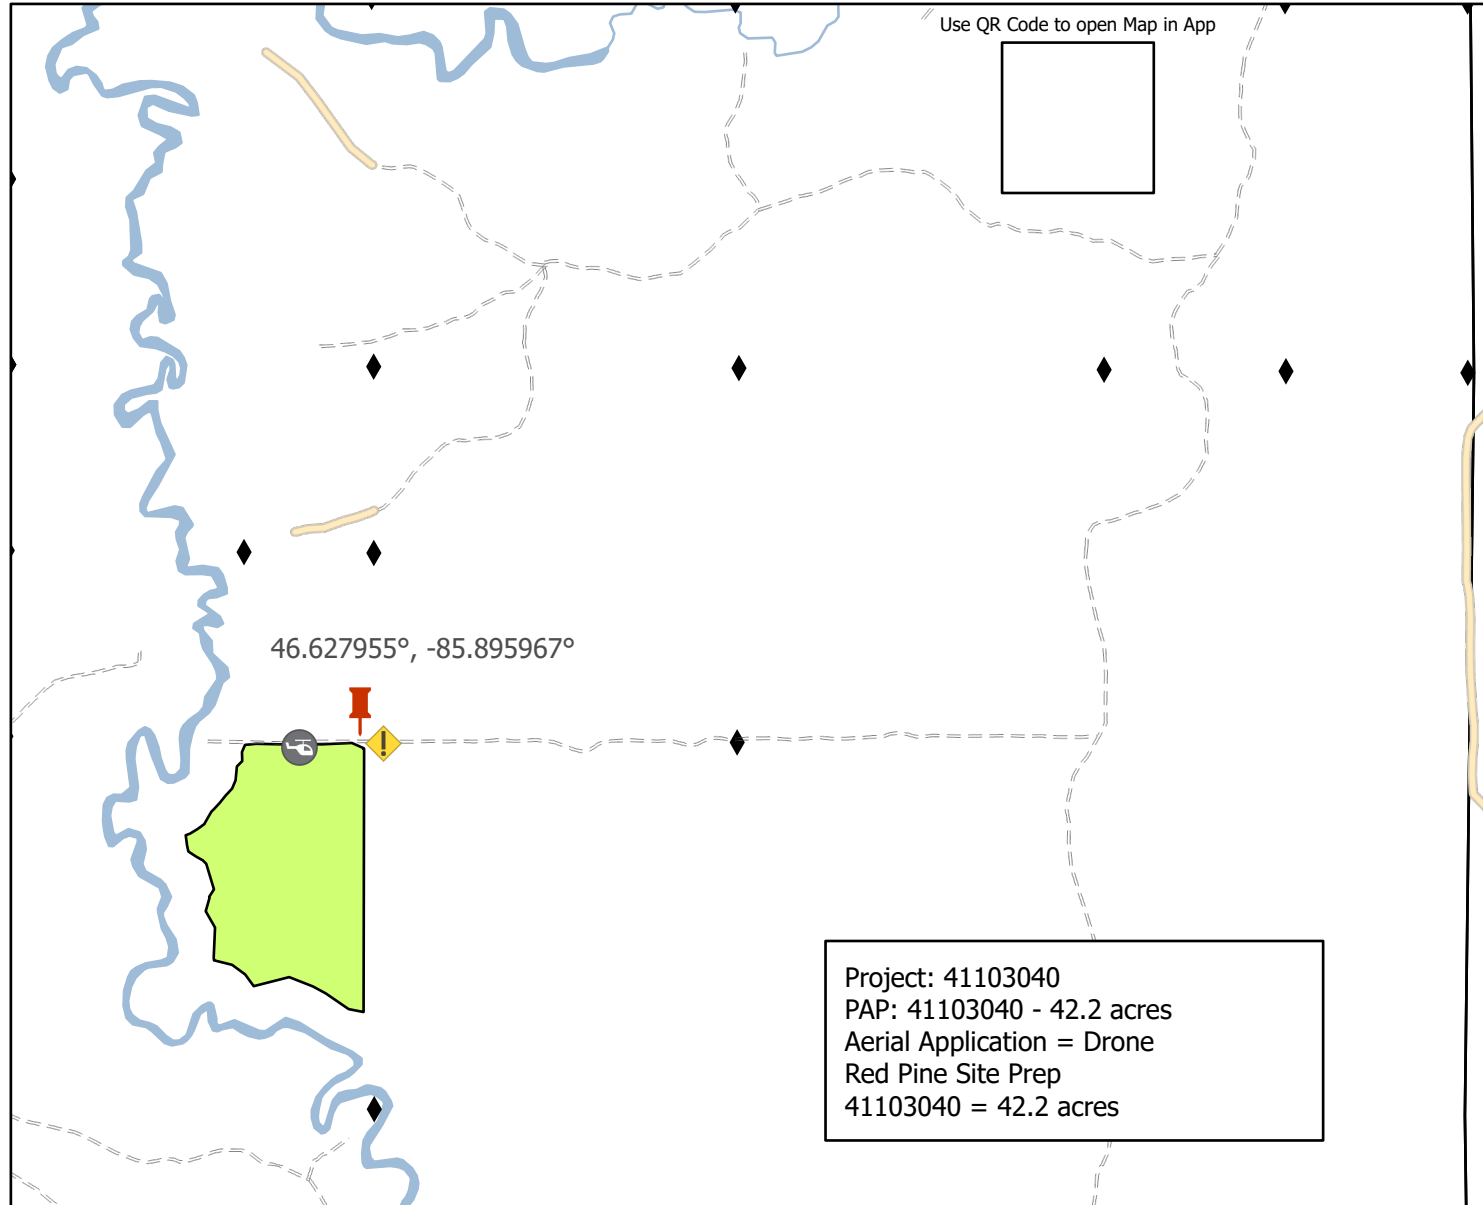 Use QR Code to open Map in App
46.627955°, -85.895967°
Project: 41103040
PAP: 41103040 - 42.2 acres
Aerial Application = Drone
Red Pine Site Prep
41103040 = 42.2 acres